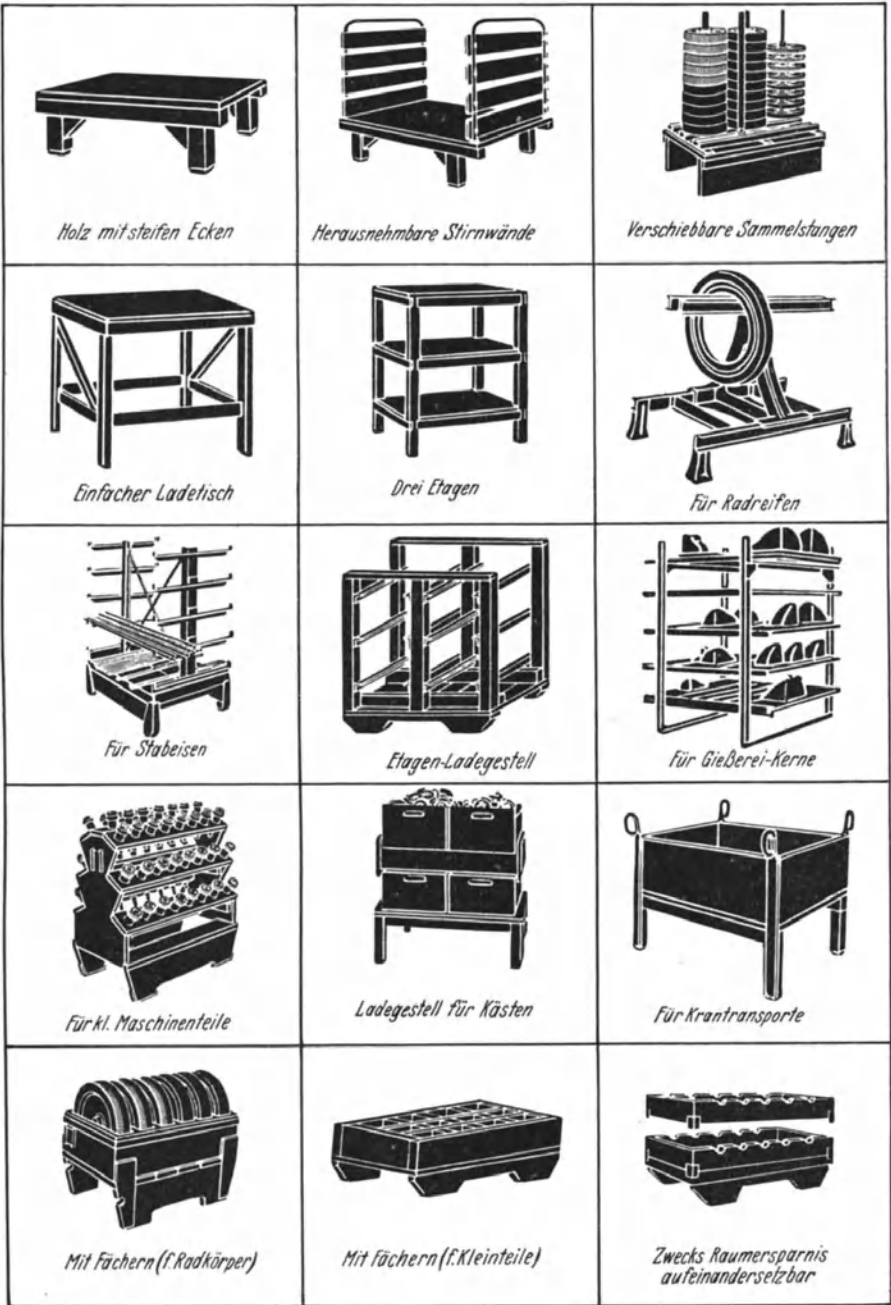 Holz mit steifen Ecken
Herausnehmbare Stirnwände
Verschiebbare Sammelstangen
Einfacher Ladetisch
Drei Etagen
Für Radreifen
Für Stabeisen
Etagen-Ladegestell
Für Gießerei-Kerne
Für kl. Maschinenteile
Ladegestell für Kästen
Für Krantransporte
Mit Fächern (f. Radkörper)
Mit Fächern (f. Kleinteile)
Zwecks Raumersparnis
aufeinandersetzbar